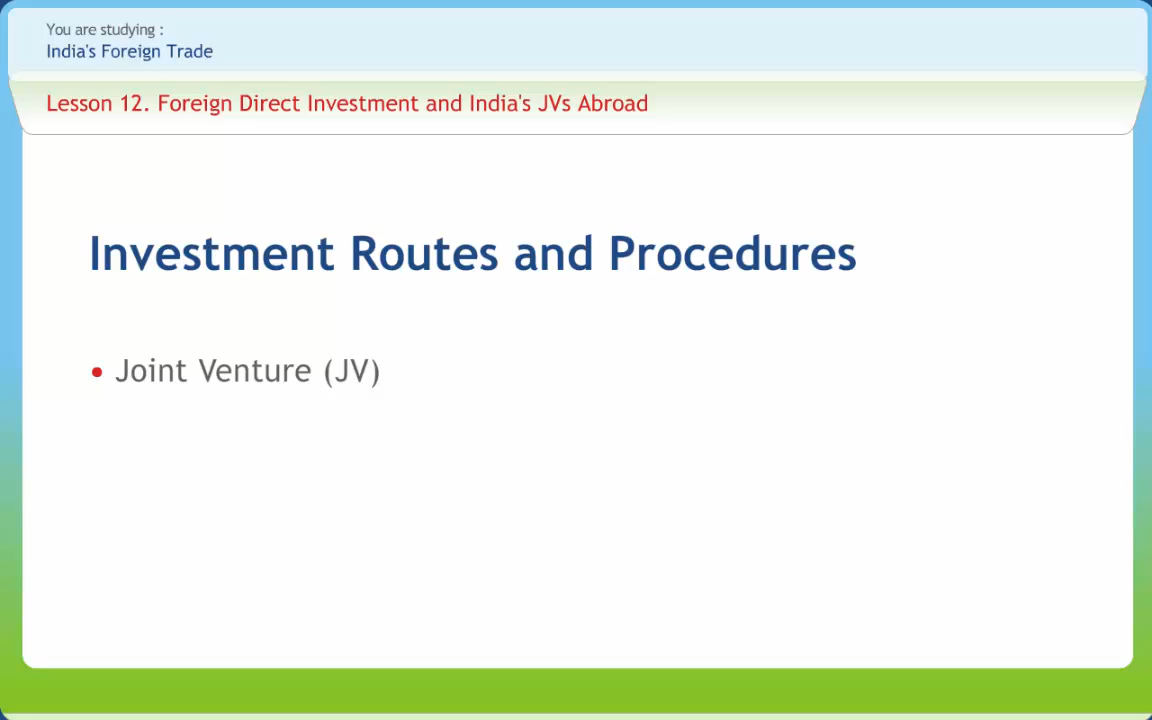 You are studying :
India's Foreign Trade
Lesson 12. Foreign Direct Investment and India's JVs Abroad
Investment Routes and Procedures
• Joint Venture (JV)